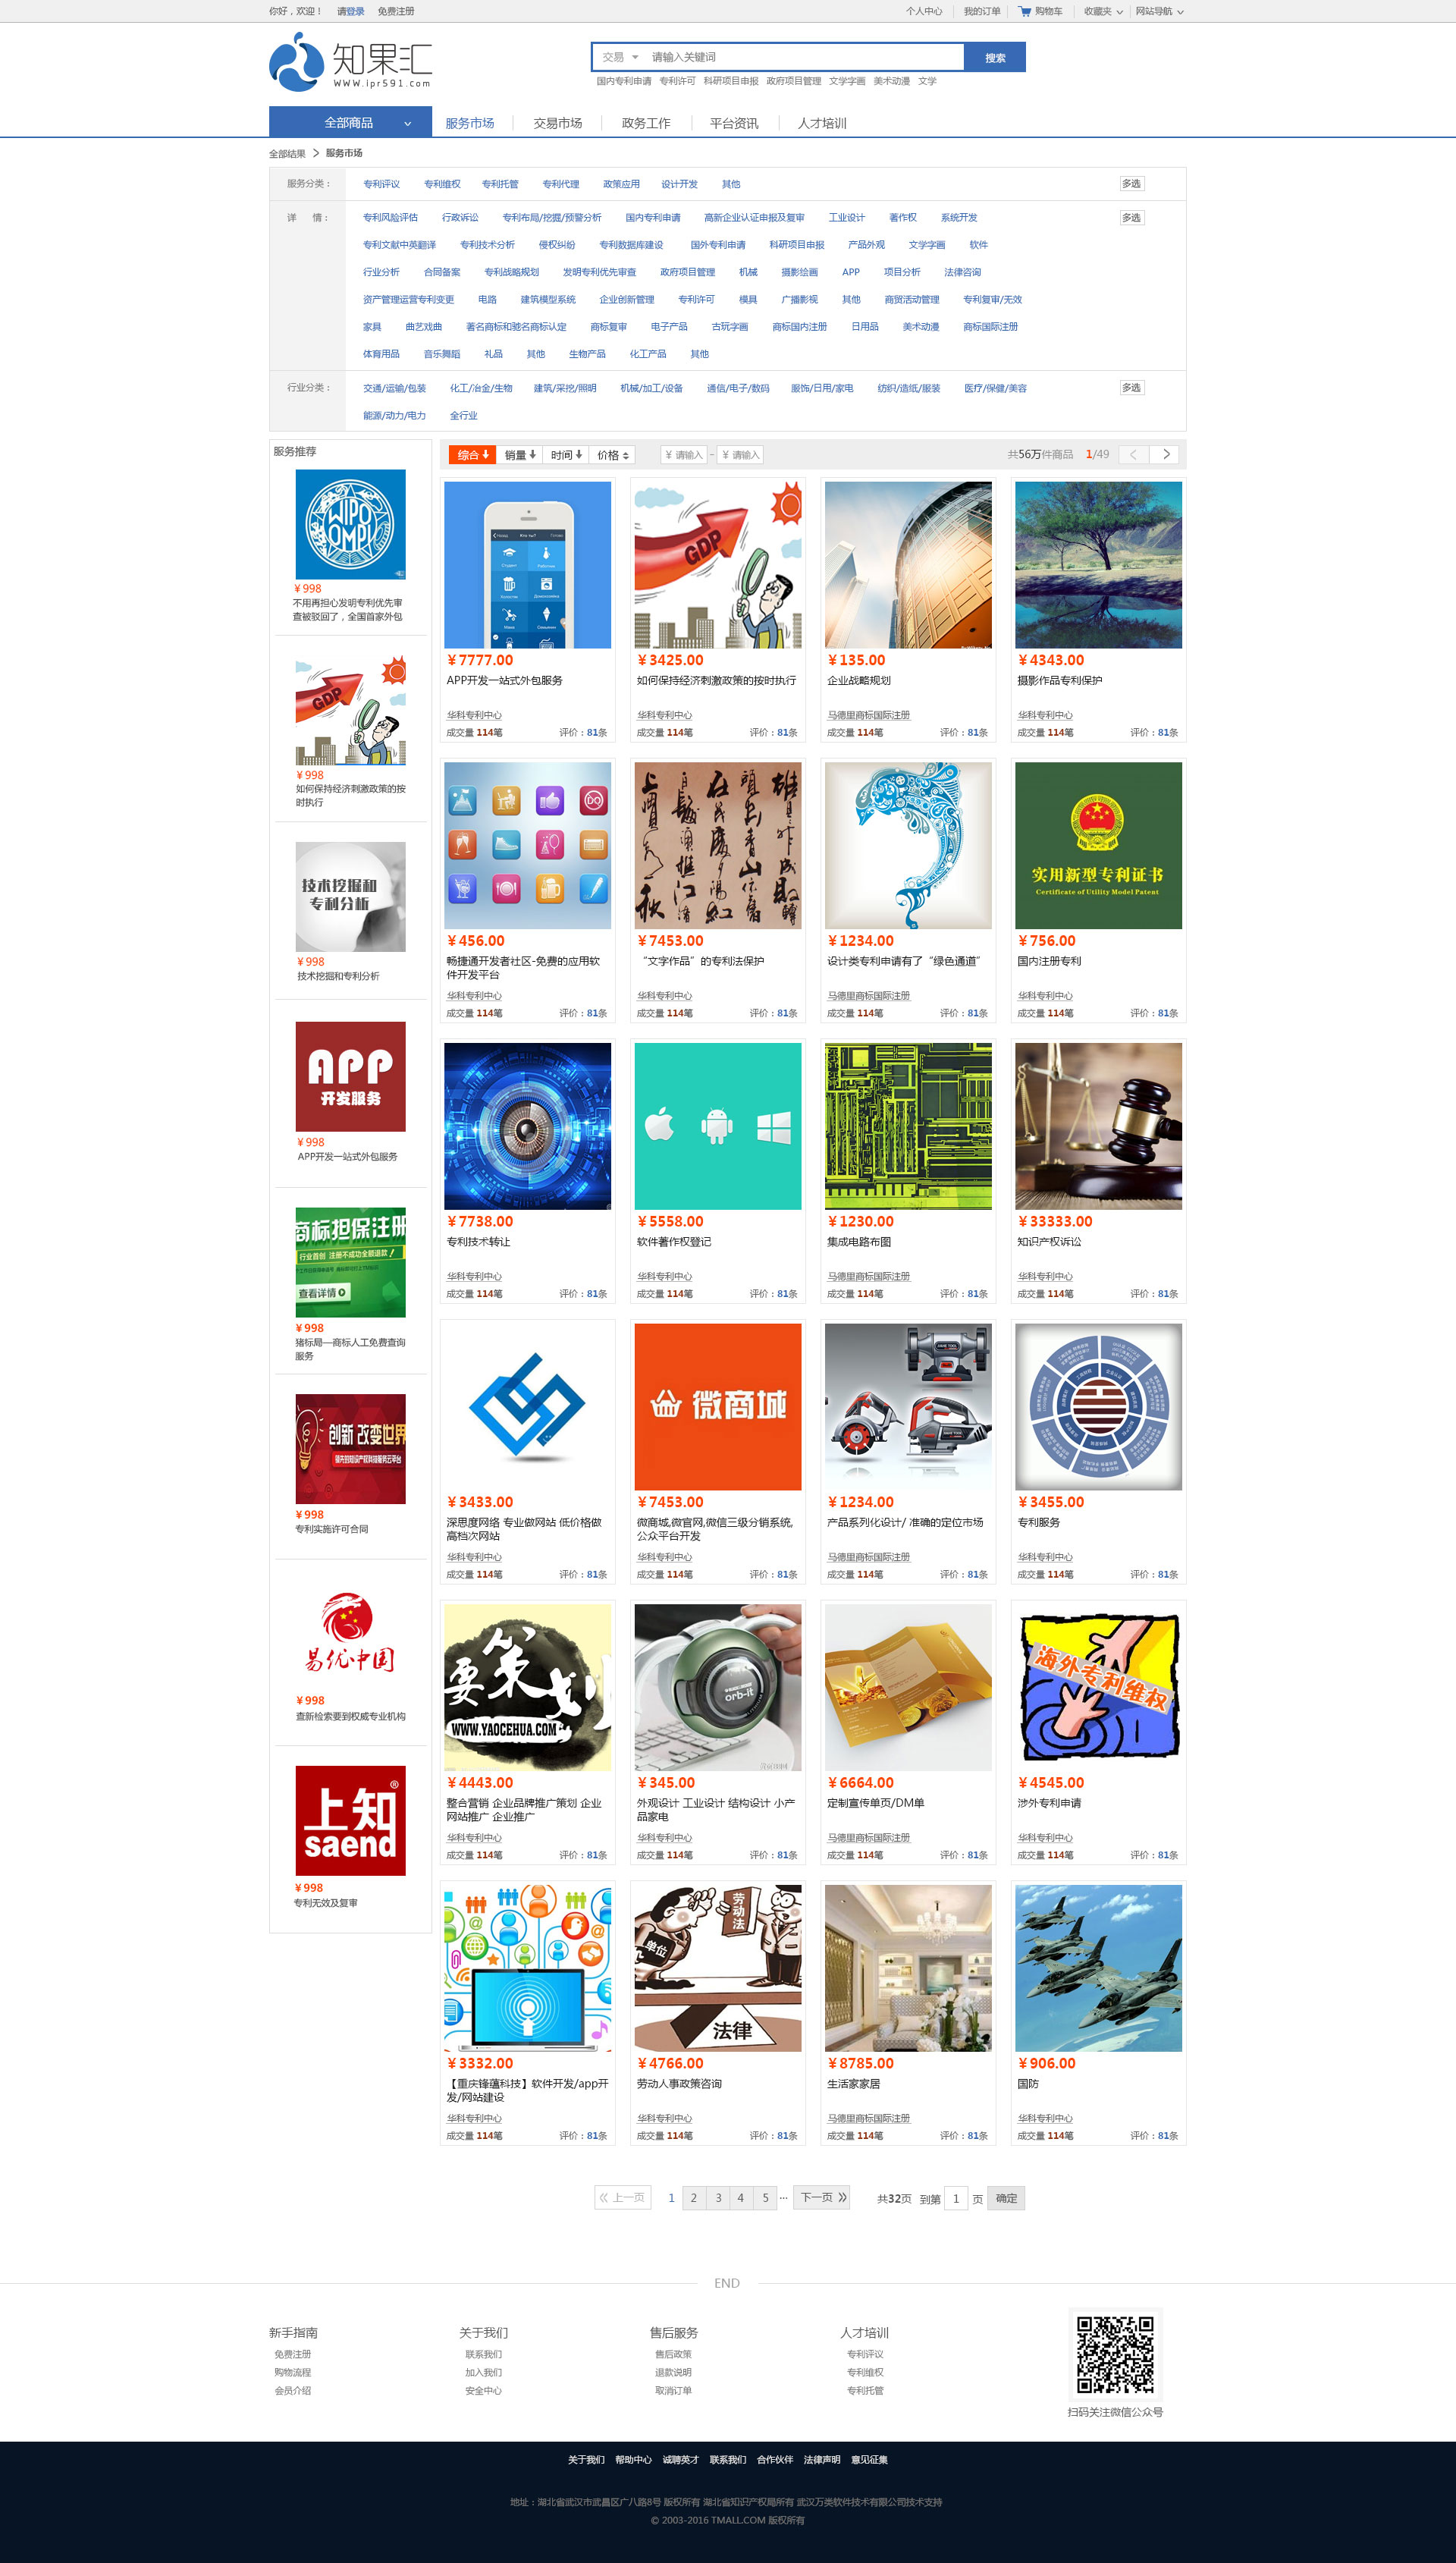 你好，欢迎！ 请登录 免费注册 个人中心 我的订单 购物车 收藏夹 网站导航
知果汇
www.ipr591.com
交易 请输入关键词 搜索
国内专利申请 专利许可 科研项目申报 政府项目管理 文学字画 美术动漫 文学
全部商品 服务市场 交易市场 政务工作 平台资讯 人才培训
全部结果 > 服务市场
服务分类： 专利评议 专利维权 专利托管 专利代理 政策应用 设计开发 其他 多选
详 情： 专利风险评估 行政诉讼 专利布局/挖掘/预警分析 国内专利申请 高新企业认证申报及复审 工业设计 著作权 系统开发 多选
专利文献中英翻译 专利技术分析 侵权纠纷 专利数据库建设 国外专利申请 科研项目申报 产品外观 文学字画 软件
行业分析 合同备案 专利战略规划 发明专利优先审查 政府项目管理 机械 摄影绘画 APP 项目分析 法律咨询
资产管理运营专利变更 电路 建筑模型系统 企业创新管理 专利许可 模具 广播影视 其他 商贸活动管理 专利复审/无效
家具 曲艺戏曲 著名商标和驰名商标认定 商标复审 电子产品 古玩字画 商标国内注册 日用品 美术动漫 商标国际注册
体育用品 音乐舞蹈 礼品 其他 生物产品 化工产品 其他
行业分类： 交通/运输/包装 化工/冶金/生物 建筑/采挖/照明 机械/加工/设备 通信/电子/数码 服饰/日用/家电 纺织/造纸/服装 医疗/保健/美容 多选
能源/动力/电力 全行业
服务推荐
WIPO
OMPI
¥998
不用再担心发明专利优先审
查被驳回了，全国首家外包
GDP
¥998
如何保持经济刺激政策的按
时执行
技术挖掘和
专利分析
¥998
技术挖掘和专利分析
APP
开发服务
¥998
APP开发一站式外包服务
商标担保注册
行业首创 注册不成功全额退款！
查看详情
¥998
猪标局—商标人工免费查询
服务
创新 改变世界
¥998
专利实施许可合同
易优中国
¥998
查新检索要到权威专业机构
上知®
saend
¥998
专利无效及复审
综合 销量 时间 价格 ¥ 请输入 - ¥ 请输入 共56万件商品 1/49 < >
GDP
¥7777.00 ¥3425.00 ¥135.00 ¥4343.00
APP开发一站式外包服务 如何保持经济刺激政策的按时执行 企业战略规划 摄影作品专利保护
华科专利中心 华科专利中心 马德里商标国际注册 华科专利中心
成交量 114笔 评价：81条 成交量 114笔 评价：81条 成交量 114笔 评价：81条 成交量 114笔 评价：81条
DO
实用新型专利证书
Certificate of Utility Model Patent
¥456.00 ¥7453.00 ¥1234.00 ¥756.00
畅捷通开发者社区-免费的应用软 “文字作品”的专利法保护 设计类专利申请有了“绿色通道” 国内注册专利
件开发平台
华科专利中心 华科专利中心 马德里商标国际注册 华科专利中心
成交量 114笔 评价：81条 成交量 114笔 评价：81条 成交量 114笔 评价：81条 成交量 114笔 评价：81条
¥7738.00 ¥5558.00 ¥1230.00 ¥33333.00
专利技术转让 软件著作权登记 集成电路布图 知识产权诉讼
华科专利中心 华科专利中心 马德里商标国际注册 华科专利中心
成交量 114笔 评价：81条 成交量 114笔 评价：81条 成交量 114笔 评价：81条 成交量 114笔 评价：81条
微商城
¥3433.00 ¥7453.00 ¥1234.00 ¥3455.00
深思度网络 专业做网站 低价格做 微商城,微官网,微信三级分销系统, 产品系列化设计/ 准确的定位市场 专利服务
高档次网站 公众平台开发
华科专利中心 华科专利中心 马德里商标国际注册 华科专利中心
成交量 114笔 评价：81条 成交量 114笔 评价：81条 成交量 114笔 评价：81条 成交量 114笔 评价：81条
要策划
WWW.YAOCEHUA.COM
orb-it
海外专利维权
¥4443.00 ¥345.00 ¥6664.00 ¥4545.00
整合营销 企业品牌推广策划 企业 外观设计 工业设计 结构设计 小产 定制宣传单页/DM单 涉外专利申请
网站推广 企业推广 品家电
华科专利中心 华科专利中心 马德里商标国际注册 华科专利中心
成交量 114笔 评价：81条 成交量 114笔 评价：81条 成交量 114笔 评价：81条 成交量 114笔 评价：81条
劳动法
单位
法律
¥3332.00 ¥4766.00 ¥8785.00 ¥906.00
【重庆锋蕴科技】软件开发/app开 劳动人事政策咨询 生活家家居 国防
发/网站建设
华科专利中心 华科专利中心 马德里商标国际注册 华科专利中心
成交量 114笔 评价：81条 成交量 114笔 评价：81条 成交量 114笔 评价：81条 成交量 114笔 评价：81条
上一页 1 2 3 4 5 ... 下一页 共32页 到第 1 页 确定
END
新手指南 关于我们 售后服务 人才培训
免费注册 联系我们 售后政策 专利评议
购物流程 加入我们 退款说明 专利维权
会员介绍 安全中心 取消订单 专利托管
扫码关注微信公众号
关于我们 帮助中心 诚聘英才 联系我们 合作伙伴 法律声明 意见征集
地址：湖北省武汉市武昌区广八路8号 版权所有 湖北省知识产权局所有 武汉万类软件技术有限公司技术支持
© 2003-2016 TMALL.COM 版权所有